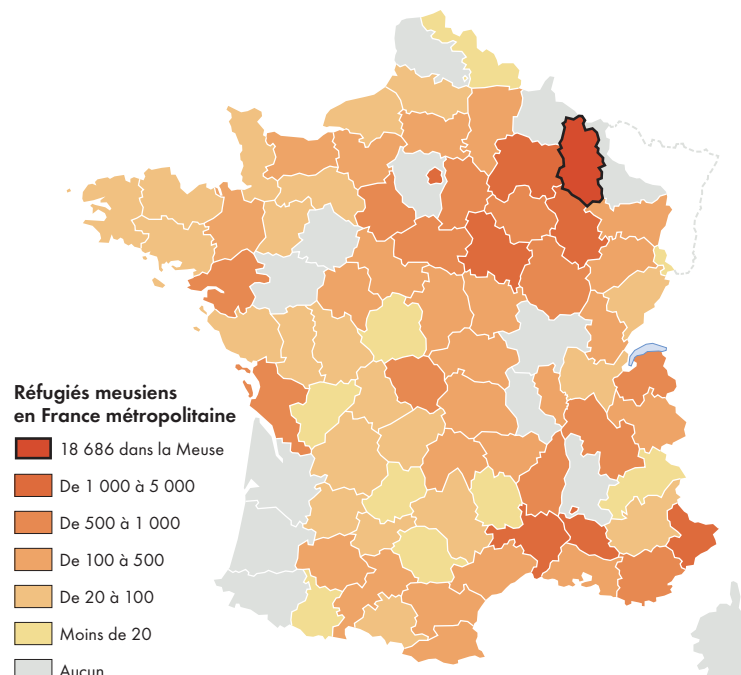 Réfugiés meusiens
en France métropolitaine
18 686 dans la Meuse
De 1 000 à 5 000
De 500 à 1 000
De 100 à 500
De 20 à 100
Moins de 20
Aucun